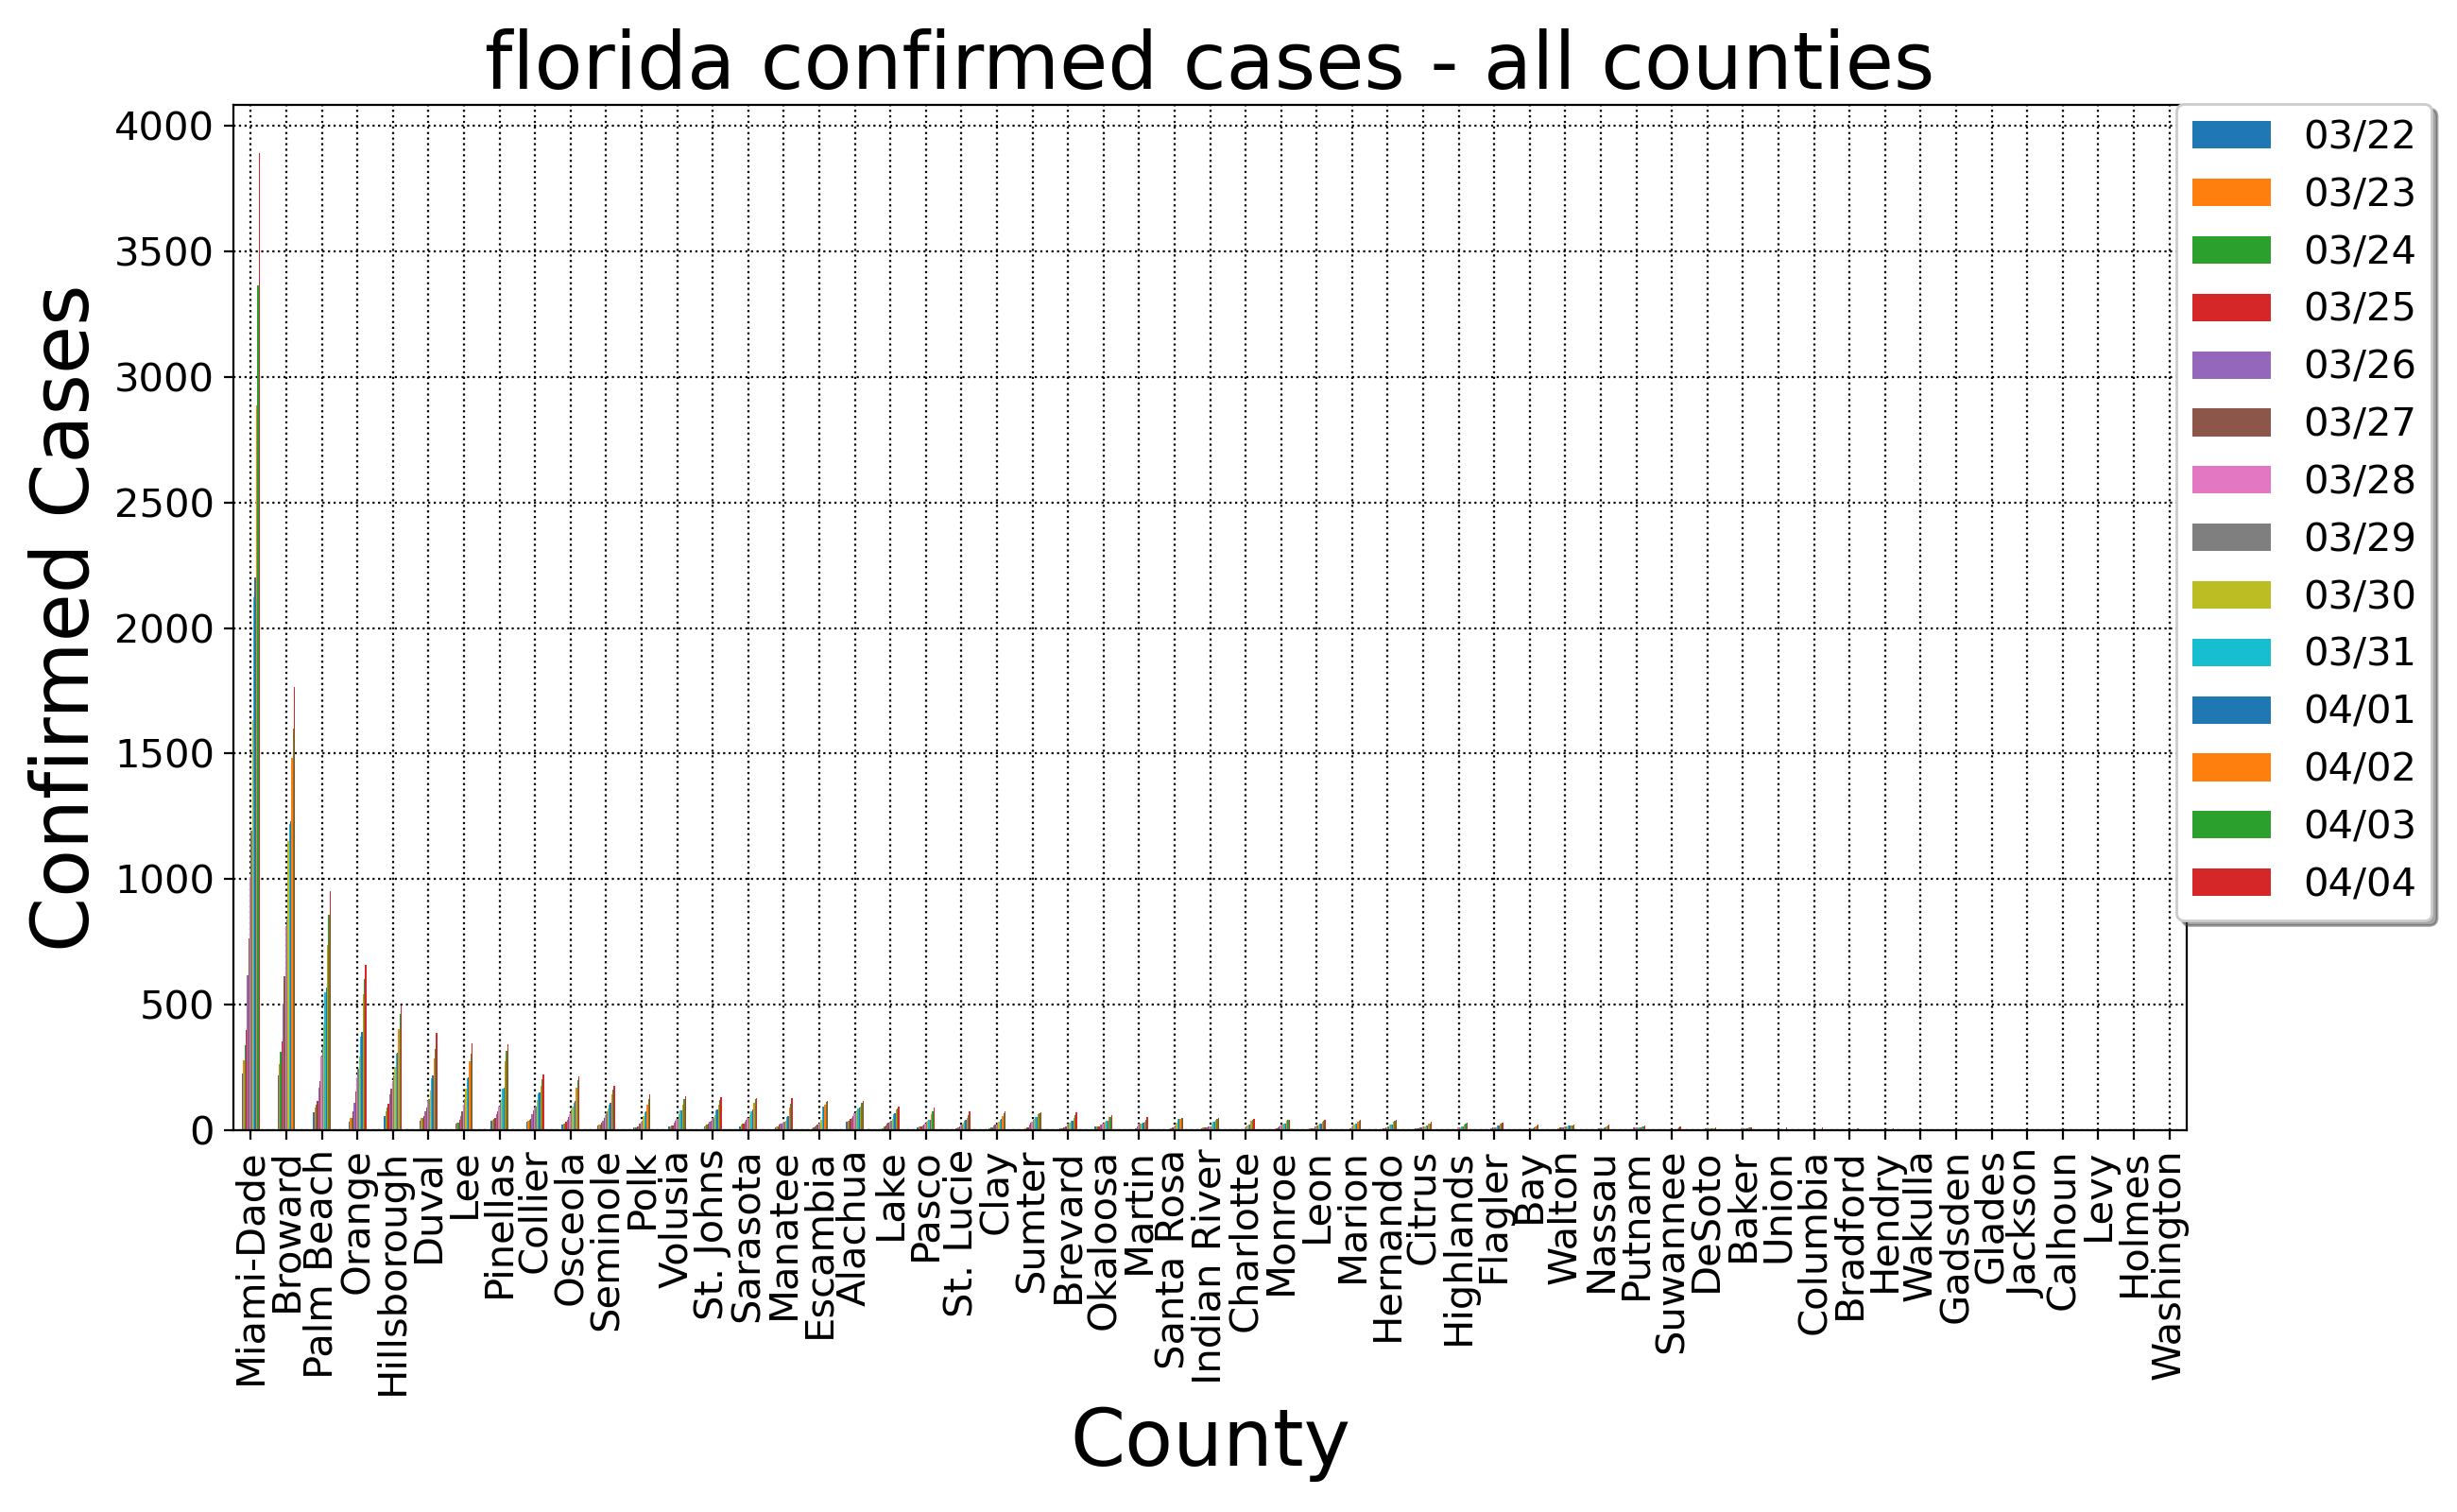 florida confirmed cases - all counties
Confirmed Cases
4000
3500
3000
2500
2000
1500
1000
500
0
03/22
03/23
03/24
03/25
03/26
03/27
03/28
03/29
03/30
03/31
04/01
04/02
04/03
04/04
Miami-Dade
Broward
Palm Beach
Orange
Hillsborough
Duval
Lee
Pinellas
Collier
Osceola
Seminole
Polk
Volusia
St. Johns
Sarasota
Manatee
Escambia
Alachua
Lake
Pasco
St. Lucie
Clay
Sumter
Brevard
Okaloosa
Martin
Santa Rosa
Indian River
Charlotte
Monroe
Leon
Marion
Hernando
Citrus
Highlands
Flagler
Bay
Walton
Nassau
Putnam
Suwannee
DeSoto
Baker
Union
Columbia
Bradford
Hendry
Wakulla
Gadsden
Glades
Jackson
Calhoun
Levy
Holmes
Washington
County